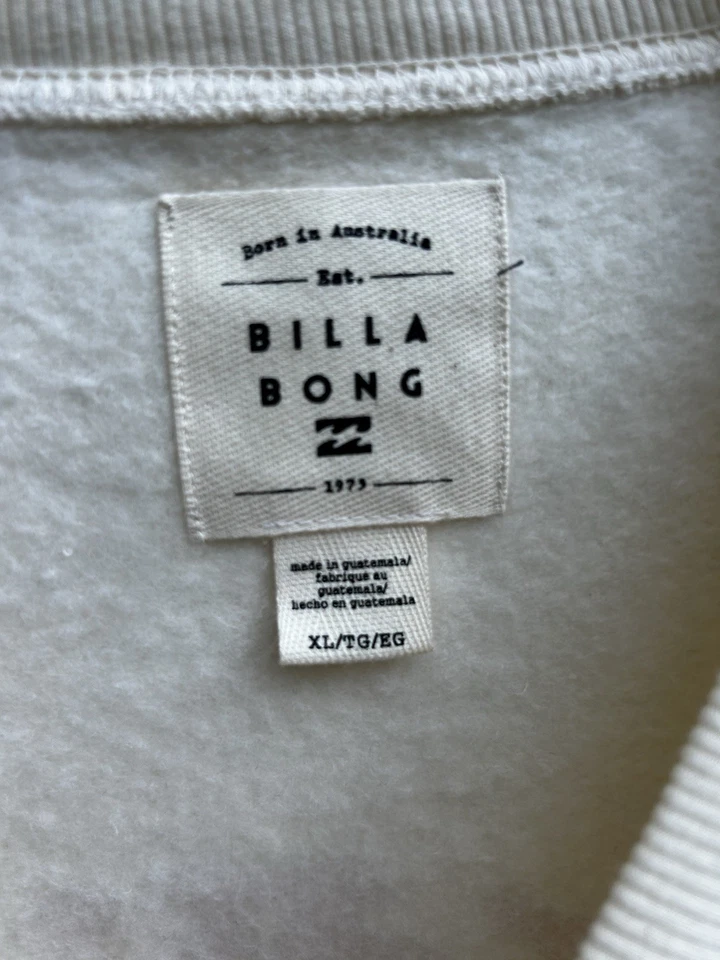 Born in Australia
Est.
BILLA
BONG
1973
made in guatemala/
fabriqué au
guatemala/
hecho en guatemala
XL/TG/EG